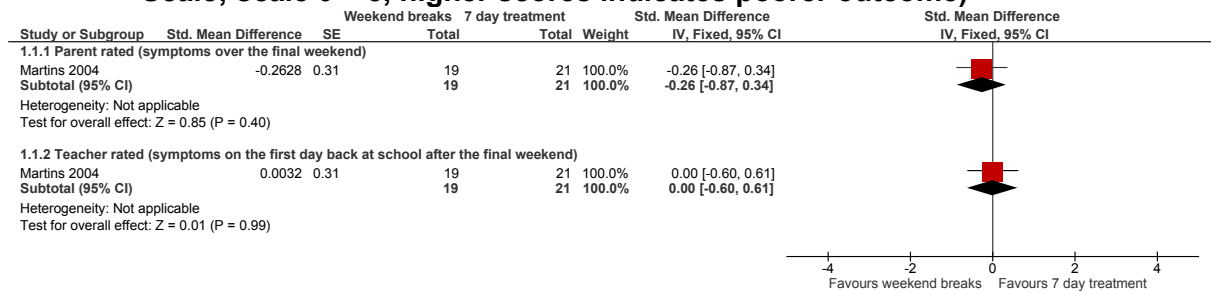 Weekend breaks 7 day treatment Std. Mean Difference Std. Mean Difference
Study or Subgroup Std. Mean Difference SE Total Total Weight IV, Fixed, 95% CI IV, Fixed, 95% CI
1.1.1 Parent rated (symptoms over the final weekend)
Martins 2004 -0.2628 0.31 19 21 100.0% -0.26 [-0.87, 0.34]
Subtotal (95% CI) 19 21 100.0% -0.26 [-0.87, 0.34]
Heterogeneity: Not applicable
Test for overall effect: Z = 0.85 (P = 0.40)
1.1.2 Teacher rated (symptoms on the first day back at school after the final weekend)
Martins 2004 0.0032 0.31 19 21 100.0% 0.00 [-0.60, 0.61]
Subtotal (95% CI) 19 21 100.0% 0.00 [-0.60, 0.61]
Heterogeneity: Not applicable
Test for overall effect: Z = 0.01 (P = 0.99)
-4 -2 0 2 4
Favours weekend breaks Favours 7 day treatment